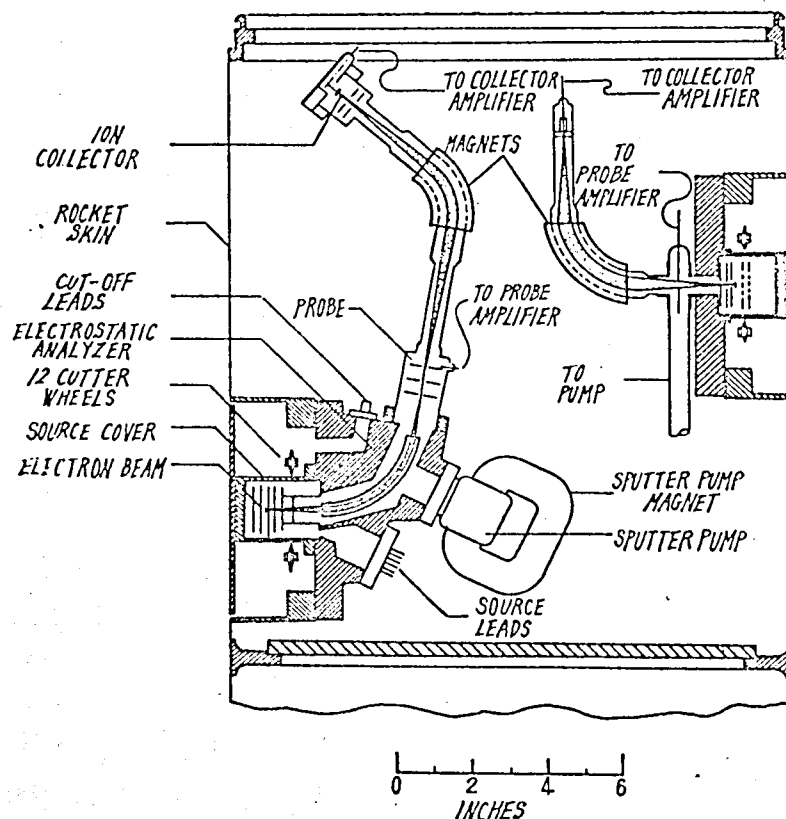 TO COLLECTOR
AMPLIFIER
TO COLLECTOR
AMPLIFIER
ION
COLLECTOR
MAGNETS
TO
PROBE
AMPLIFIER
ROCKET
SKIN
CUT-OFF
LEADS
PROBE
TO PROBE
AMPLIFIER
ELECTROSTATIC
ANALYZER
12 CUTTER
WHEELS
TO
PUMP
SOURCE COVER
ELECTRON BEAM
SPUTTER PUMP
MAGNET
SPUTTER PUMP
SOURCE
LEADS
0 2 4 6
INCHES